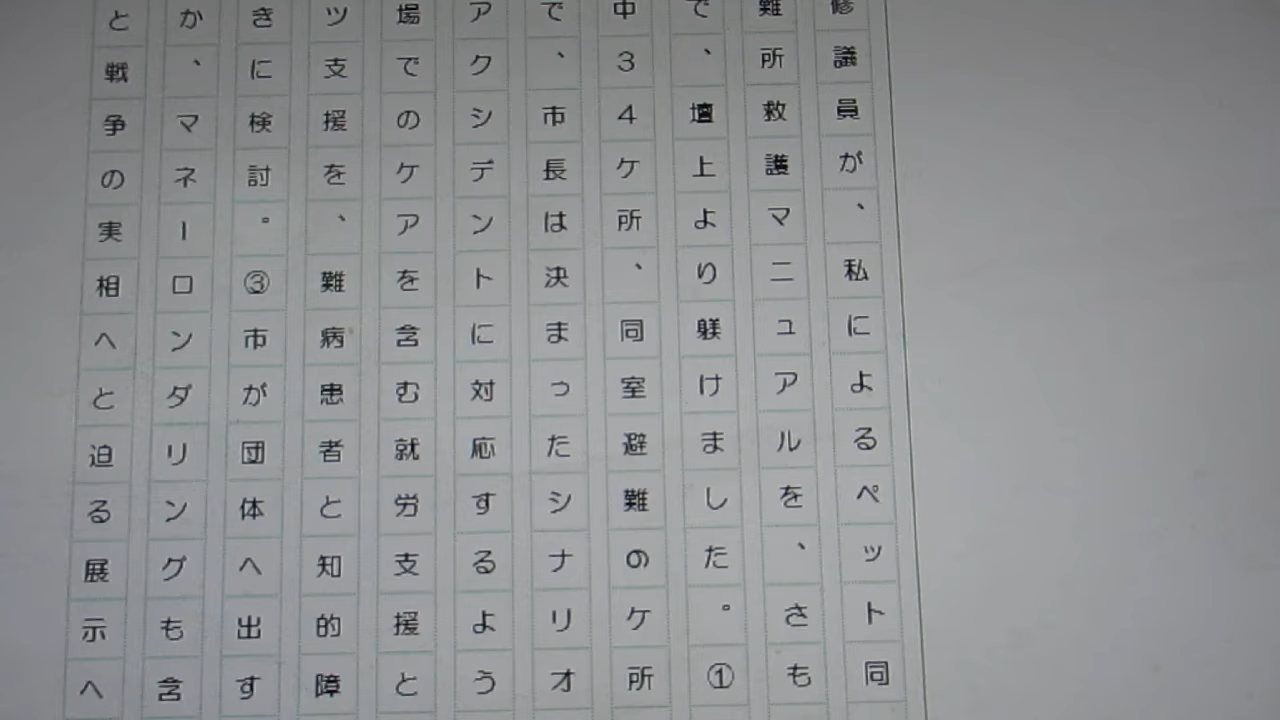 修議員が、私によるペット同
難所救護マニュアルを、さも
で、壇上より躾けました。①
中３４ケ所、同室避難のケ所
で、市長は決まったシナリオ
アクシデントに対応するよう
場でのケアを含む就労支援と
ツ支援を、難病患者と知的障
きに検討。③市が団体へ出す
か、マネーロンダリングも含
と戦争の実相へと迫る展示へ